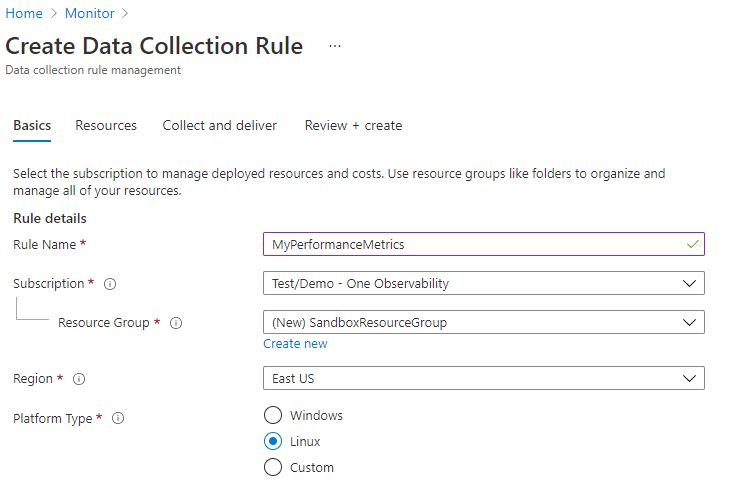 Home > Monitor >
Create Data Collection Rule ...
Data collection rule management
Basics Resources Collect and deliver Review + create
Select the subscription to manage deployed resources and costs. Use resource groups like folders to organize and
manage all of your resources.
Rule details
Rule Name * MyPerformanceMetrics
Subscription * Test/Demo - One Observability
Resource Group * (New) SandboxResourceGroup
Create new
Region * East US
Platform Type * Windows
Linux
Custom